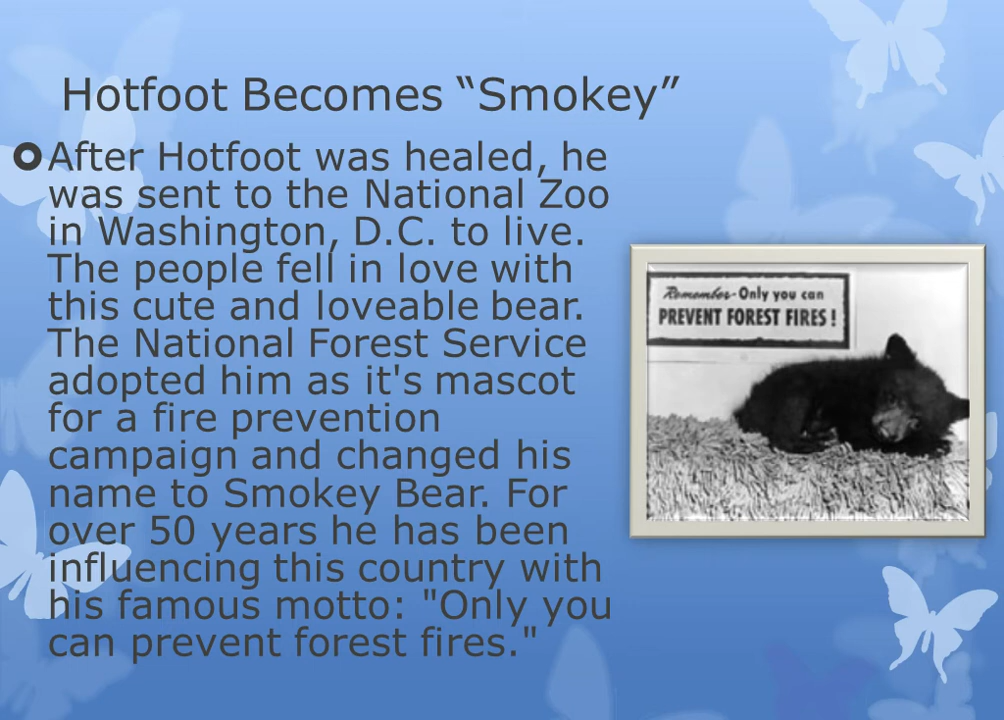 Hotfoot Becomes “Smokey”
After Hotfoot was healed, he
was sent to the National Zoo
in Washington, D.C. to live.
The people fell in love with
this cute and loveable bear.
The National Forest Service
adopted him as it's mascot
for a fire prevention
campaign and changed his
name to Smokey Bear. For
over 50 years he has been
influencing this country with
his famous motto: "Only you
can prevent forest fires."
Remember-Only you can
PREVENT FOREST FIRES !